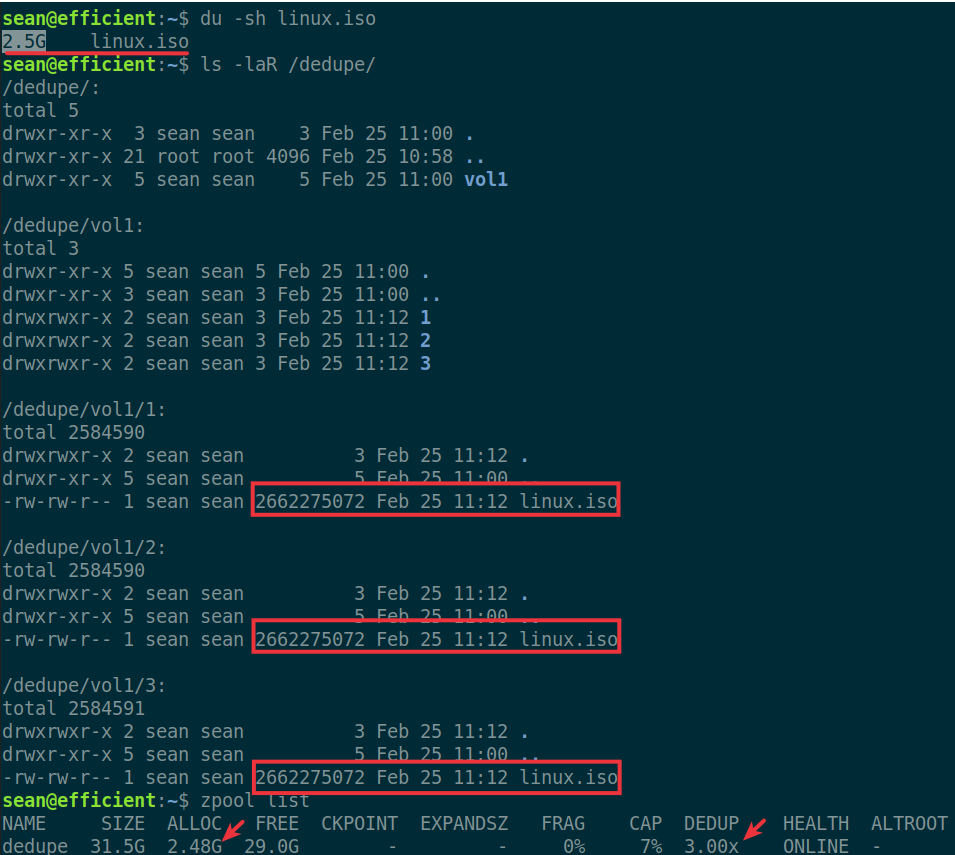 sean@efficient:~$ du -sh linux.iso
2.5G    linux.iso
sean@efficient:~$ ls -laR /dedupe/
/dedupe/:
total 5
drwxr-xr-x  3 sean sean    3 Feb 25 11:00 .
drwxr-xr-x 21 root root 4096 Feb 25 10:58 ..
drwxr-xr-x  5 sean sean    5 Feb 25 11:00 vol1

/dedupe/vol1:
total 3
drwxr-xr-x 5 sean sean 5 Feb 25 11:00 .
drwxr-xr-x 3 sean sean 3 Feb 25 11:00 ..
drwxrwxr-x 2 sean sean 3 Feb 25 11:12 1
drwxrwxr-x 2 sean sean 3 Feb 25 11:12 2
drwxrwxr-x 2 sean sean 3 Feb 25 11:12 3

/dedupe/vol1/1:
total 2584590
drwxrwxr-x 2 sean sean          3 Feb 25 11:12 .
drwxr-xr-x 5 sean sean          5 Feb 25 11:00 ..
-rw-rw-r-- 1 sean sean 2662275072 Feb 25 11:12 linux.iso

/dedupe/vol1/2:
total 2584590
drwxrwxr-x 2 sean sean          3 Feb 25 11:12 .
drwxr-xr-x 5 sean sean          5 Feb 25 11:00 ..
-rw-rw-r-- 1 sean sean 2662275072 Feb 25 11:12 linux.iso

/dedupe/vol1/3:
total 2584591
drwxrwxr-x 2 sean sean          3 Feb 25 11:12 .
drwxr-xr-x 5 sean sean          5 Feb 25 11:00 ..
-rw-rw-r-- 1 sean sean 2662275072 Feb 25 11:12 linux.iso
sean@efficient:~$ zpool list
NAME     SIZE  ALLOC   FREE  CKPOINT  EXPANDSZ   FRAG    CAP  DEDUP    HEALTH  ALTROOT
dedupe  31.5G  2.48G  29.0G        -         -     0%     7%  3.00x    ONLINE  -